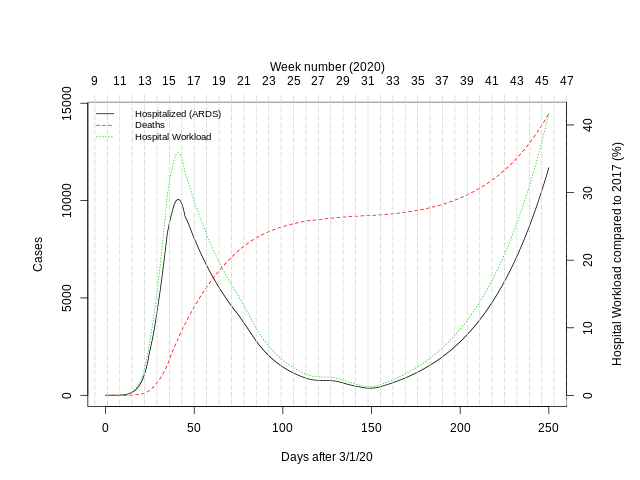 Week number (2020)
9 11 13 15 17 19 21 23 25 27 29 31 33 35 37 39 41 43 45 47
Hospitalized (ARDS)
Deaths
Hospital Workload
Cases
0 5000 10000 15000
Hospital Workload compared to 2017 (%)
0 10 20 30 40
0 50 100 150 200 250
Days after 3/1/20